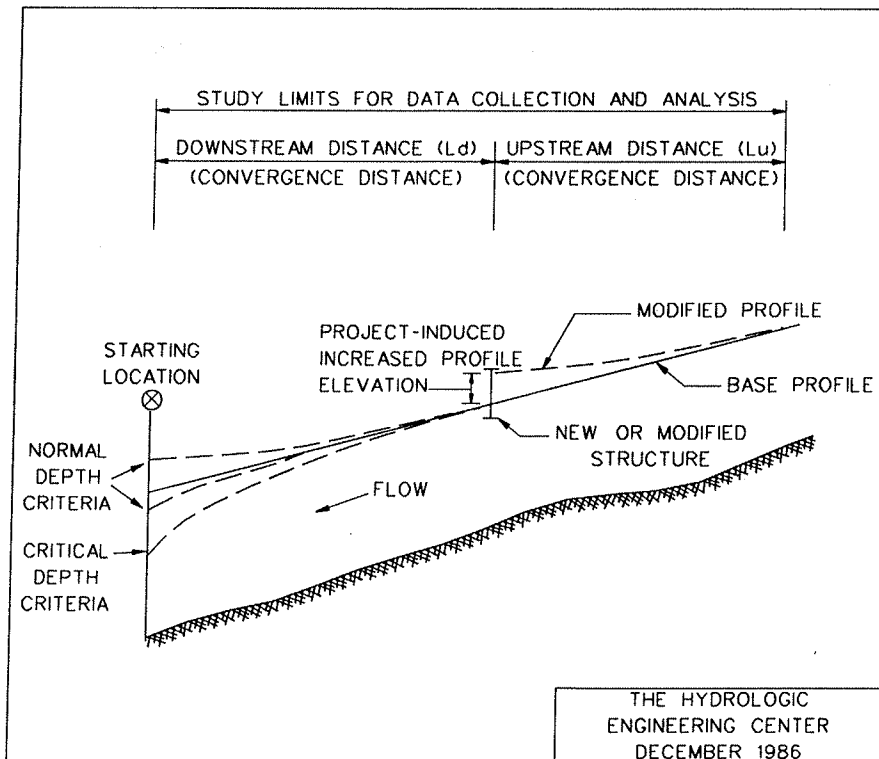 STUDY LIMITS FOR DATA COLLECTION AND ANALYSIS
DOWNSTREAM DISTANCE (Ld)
(CONVERGENCE DISTANCE)
UPSTREAM DISTANCE (Lu)
(CONVERGENCE DISTANCE)
MODIFIED PROFILE
PROJECT-INDUCED
INCREASED PROFILE
ELEVATION
STARTING
LOCATION
BASE PROFILE
NEW OR MODIFIED
STRUCTURE
NORMAL
DEPTH
CRITERIA
FLOW
CRITICAL
DEPTH
CRITERIA
THE HYDROLOGIC
ENGINEERING CENTER
DECEMBER 1986